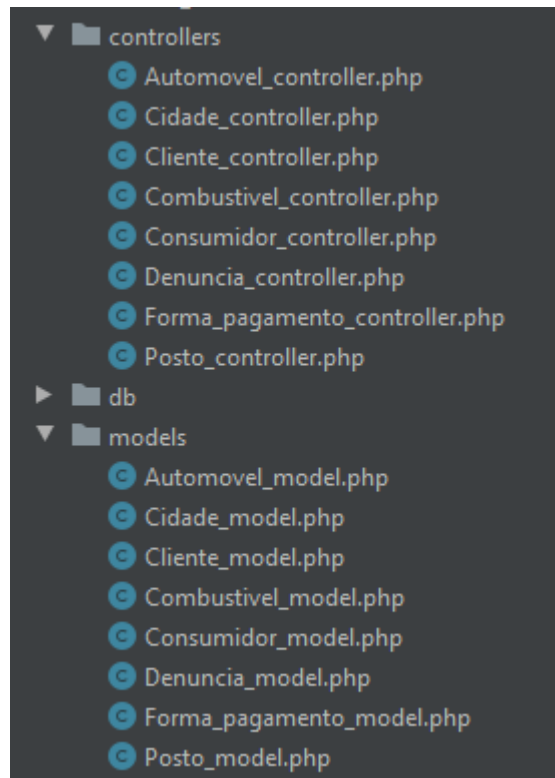 controllers
Automovel_controller.php
Cidade_controller.php
Cliente_controller.php
Combustivel_controller.php
Consumidor_controller.php
Denuncia_controller.php
Forma_pagamento_controller.php
Posto_controller.php
db
models
Automovel_model.php
Cidade_model.php
Cliente_model.php
Combustivel_model.php
Consumidor_model.php
Denuncia_model.php
Forma_pagamento_model.php
Posto_model.php